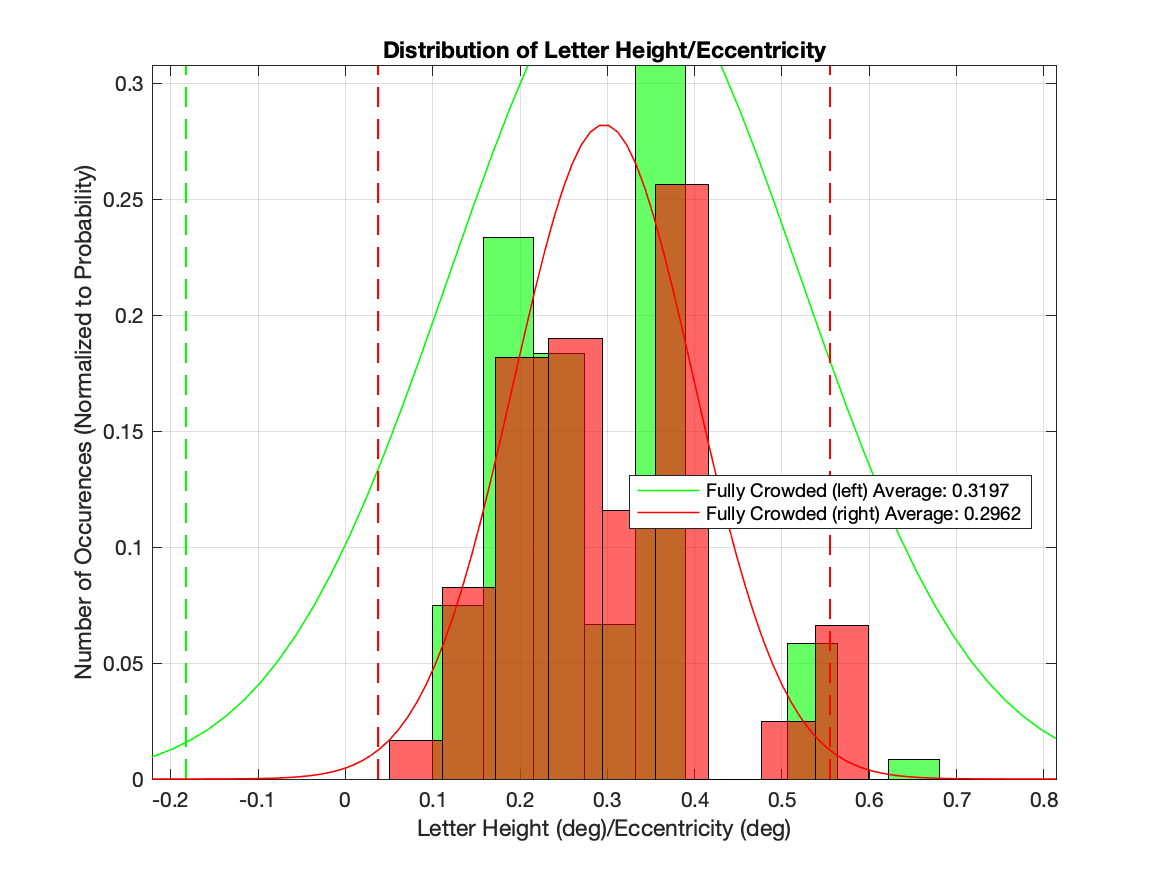 Distribution of Letter Height/Eccentricity
Number of Occurences (Normalized to Probability)
0.3
0.25
0.2
0.15
0.1
0.05
0
Fully Crowded (left) Average: 0.3197
Fully Crowded (right) Average: 0.2962
-0.2 -0.1 0 0.1 0.2 0.3 0.4 0.5 0.6 0.7 0.8
Letter Height (deg)/Eccentricity (deg)